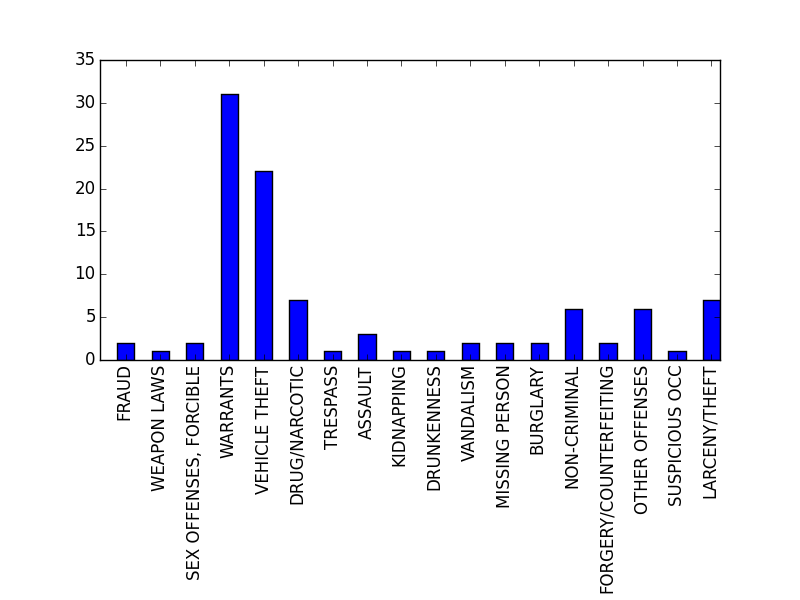 35
30
25
20
15
10
5
0
FRAUD
WEAPON LAWS
SEX OFFENSES, FORCIBLE
WARRANTS
VEHICLE THEFT
DRUG/NARCOTIC
TRESPASS
ASSAULT
KIDNAPPING
DRUNKENNESS
VANDALISM
MISSING PERSON
BURGLARY
NON-CRIMINAL
FORGERY/COUNTERFEITING
OTHER OFFENSES
SUSPICIOUS OCC
LARCENY/THEFT